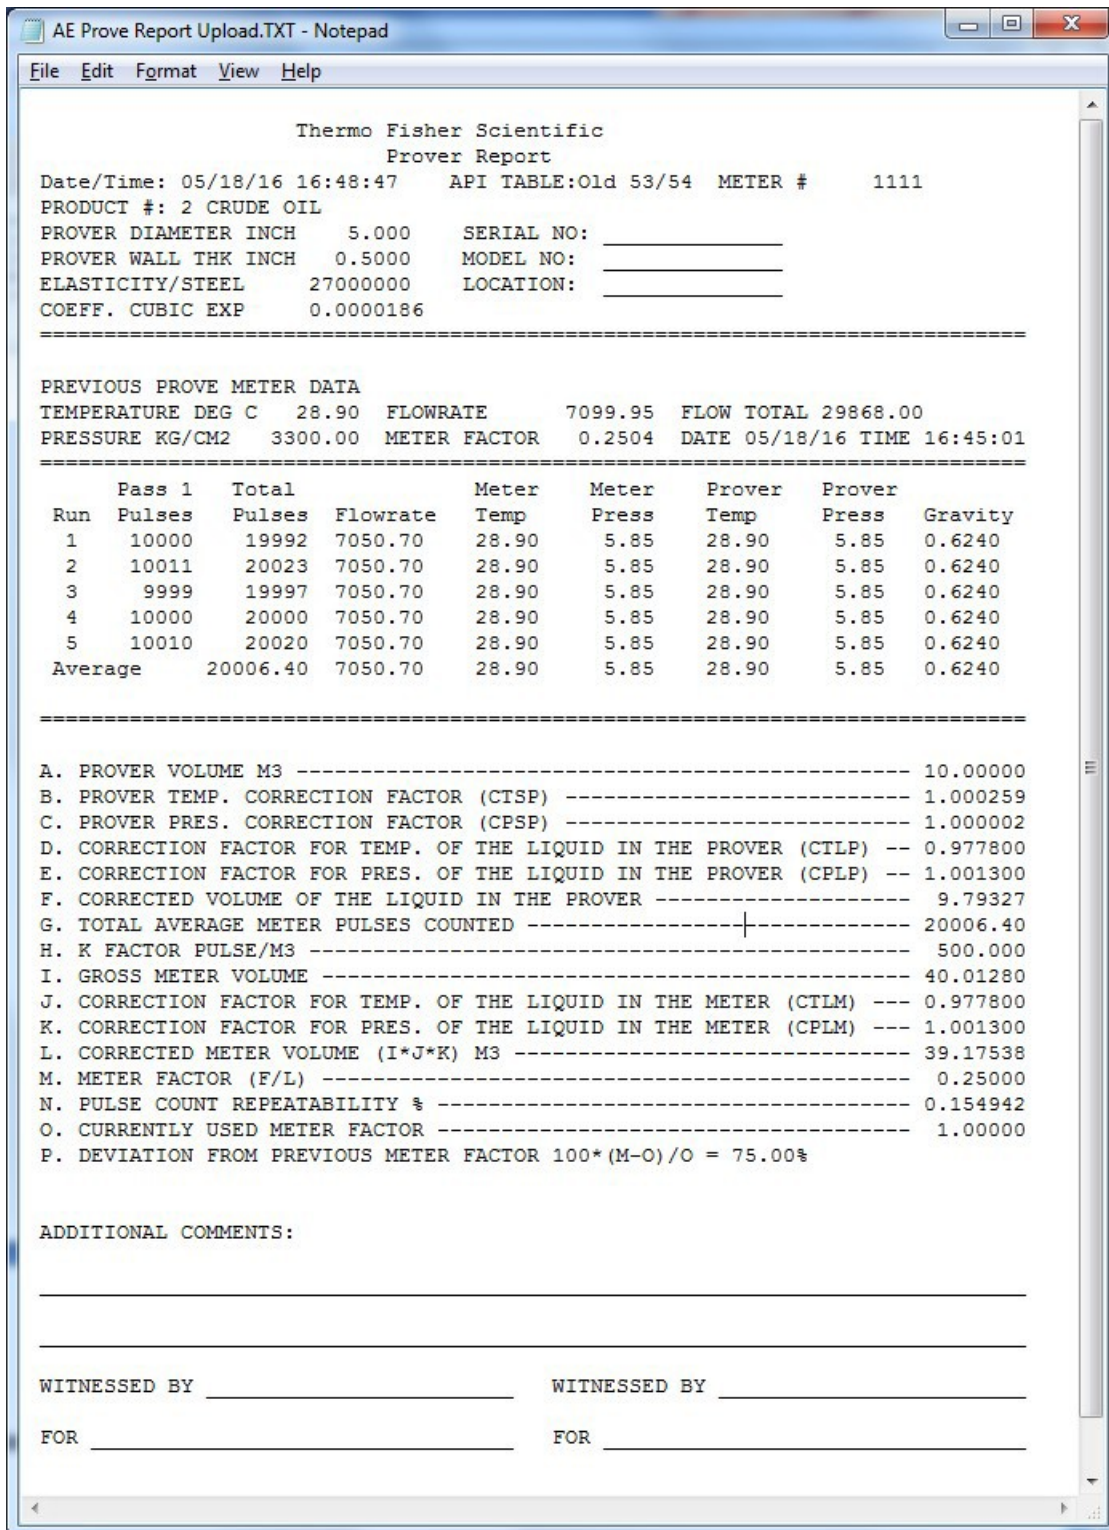 AE Prove Report Upload.TXT - Notepad
File Edit Format View Help
Thermo Fisher Scientific
Prover Report
Date/Time: 05/18/16 16:48:47 API TABLE:Old 53/54 METER # 1111
PRODUCT #: 2 CRUDE OIL
PROVER DIAMETER INCH 5.000 SERIAL NO: ______________
PROVER WALL THK INCH 0.5000 MODEL NO: ______________
ELASTICITY/STEEL 27000000 LOCATION: ______________
COEFF. CUBIC EXP 0.0000186
=============================================================================
PREVIOUS PROVE METER DATA
TEMPERATURE DEG C 28.90 FLOWRATE 7099.95 FLOW TOTAL 29868.00
PRESSURE KG/CM2 3300.00 METER FACTOR 0.2504 DATE 05/18/16 TIME 16:45:01
=============================================================================
Pass 1 Total Meter Meter Prover Prover
Run Pulses Pulses Flowrate Temp Press Temp Press Gravity
1 10000 19992 7050.70 28.90 5.85 28.90 5.85 0.6240
2 10011 20023 7050.70 28.90 5.85 28.90 5.85 0.6240
3 9999 19997 7050.70 28.90 5.85 28.90 5.85 0.6240
4 10000 20000 7050.70 28.90 5.85 28.90 5.85 0.6240
5 10010 20020 7050.70 28.90 5.85 28.90 5.85 0.6240
Average 20006.40 7050.70 28.90 5.85 28.90 5.85 0.6240
=============================================================================
A. PROVER VOLUME M3 ------------------------------------------------ 10.00000
B. PROVER TEMP. CORRECTION FACTOR (CTSP) --------------------------- 1.000259
C. PROVER PRES. CORRECTION FACTOR (CPSP) --------------------------- 1.000002
D. CORRECTION FACTOR FOR TEMP. OF THE LIQUID IN THE PROVER (CTLP) -- 0.977800
E. CORRECTION FACTOR FOR PRES. OF THE LIQUID IN THE PROVER (CPLP) -- 1.001300
F. CORRECTED VOLUME OF THE LIQUID IN THE PROVER -------------------- 9.79327
G. TOTAL AVERAGE METER PULSES COUNTED ------------------------------ 20006.40
H. K FACTOR PULSE/M3 ----------------------------------------------- 500.000
I. GROSS METER VOLUME ---------------------------------------------- 40.01280
J. CORRECTION FACTOR FOR TEMP. OF THE LIQUID IN THE METER (CTLM) --- 0.977800
K. CORRECTION FACTOR FOR PRES. OF THE LIQUID IN THE METER (CPLM) --- 1.001300
L. CORRECTED METER VOLUME (I*J*K) M3 ------------------------------- 39.17538
M. METER FACTOR (F/L) ---------------------------------------------- 0.25000
N. PULSE COUNT REPEATABILITY % ------------------------------------- 0.154942
O. CURRENTLY USED METER FACTOR ------------------------------------- 1.00000
P. DEVIATION FROM PREVIOUS METER FACTOR 100*(M-O)/O = 75.00%
ADDITIONAL COMMENTS:
_____________________________________________________________________________
_____________________________________________________________________________
WITNESSED BY ________________________ WITNESSED BY ________________________
FOR _________________________________ FOR _________________________________